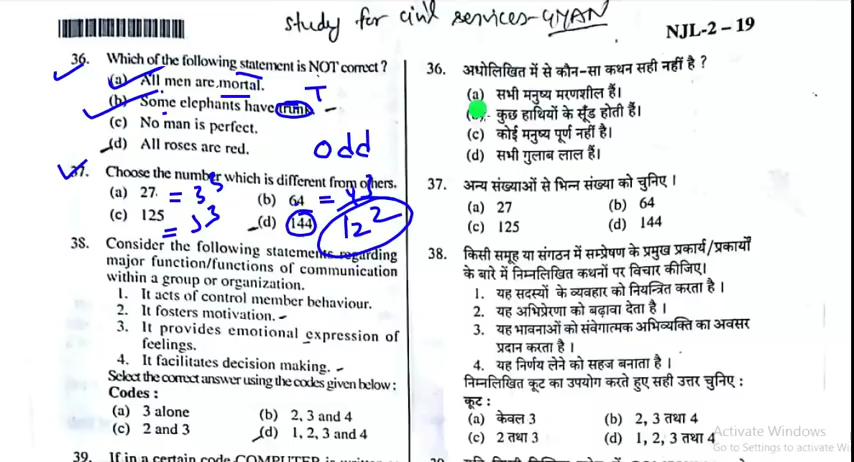 study for civil services - GYAN
NJL-2 – 19
36. Which of the following statement is NOT correct ?
(a) All men are mortal.
(b) Some elephants have trunk. T
(c) No man is perfect.
(d) All roses are red.
odd
37. Choose the number which is different from others.
(a) 27 = 3³ (b) 64 = 4³
(c) 125 = 5³ (d) 144 12²
38. Consider the following statements regarding
major function/functions of communication
within a group or organization.
1. It acts of control member behaviour.
2. It fosters motivation.
3. It provides emotional expression of
feelings.
4. It facilitates decision making.
Select the correct answer using the codes given below :
Codes :
(a) 3 alone (b) 2, 3 and 4
(c) 2 and 3 (d) 1, 2, 3 and 4
39. If in a certain code COMPUTER is written
36. अधोलिखित में से कौन-सा कथन सही नहीं है ?
(a) सभी मनुष्य मरणशील हैं।
कुछ हाथियों के सूँड होती हैं।
(c) कोई मनुष्य पूर्ण नहीं है।
(d) सभी गुलाब लाल हैं।
37. अन्य संख्याओं से भिन्न संख्या को चुनिए ।
(a) 27 (b) 64
(c) 125 (d) 144
38. किसी समूह या संगठन में सम्प्रेषण के प्रमुख प्रकार्य/प्रकार्यों
के बारे में निम्नलिखित कथनों पर विचार कीजिए।
1. यह सदस्यों के व्यवहार को नियन्त्रित करता है ।
2. यह अभिप्रेरणा को बढ़ावा देता है ।
3. यह भावनाओं को संवेगात्मक अभिव्यक्ति का अवसर
प्रदान करता है ।
4. यह निर्णय लेने को सहज बनाता है ।
निम्नलिखित कूट का उपयोग करते हुए सही उत्तर चुनिए :
कूट :
(a) केवल 3 (b) 2, 3 तथा 4
(c) 2 तथा 3 (d) 1, 2, 3 तथा 4
Activate Windows
Go to Settings to activate Wi